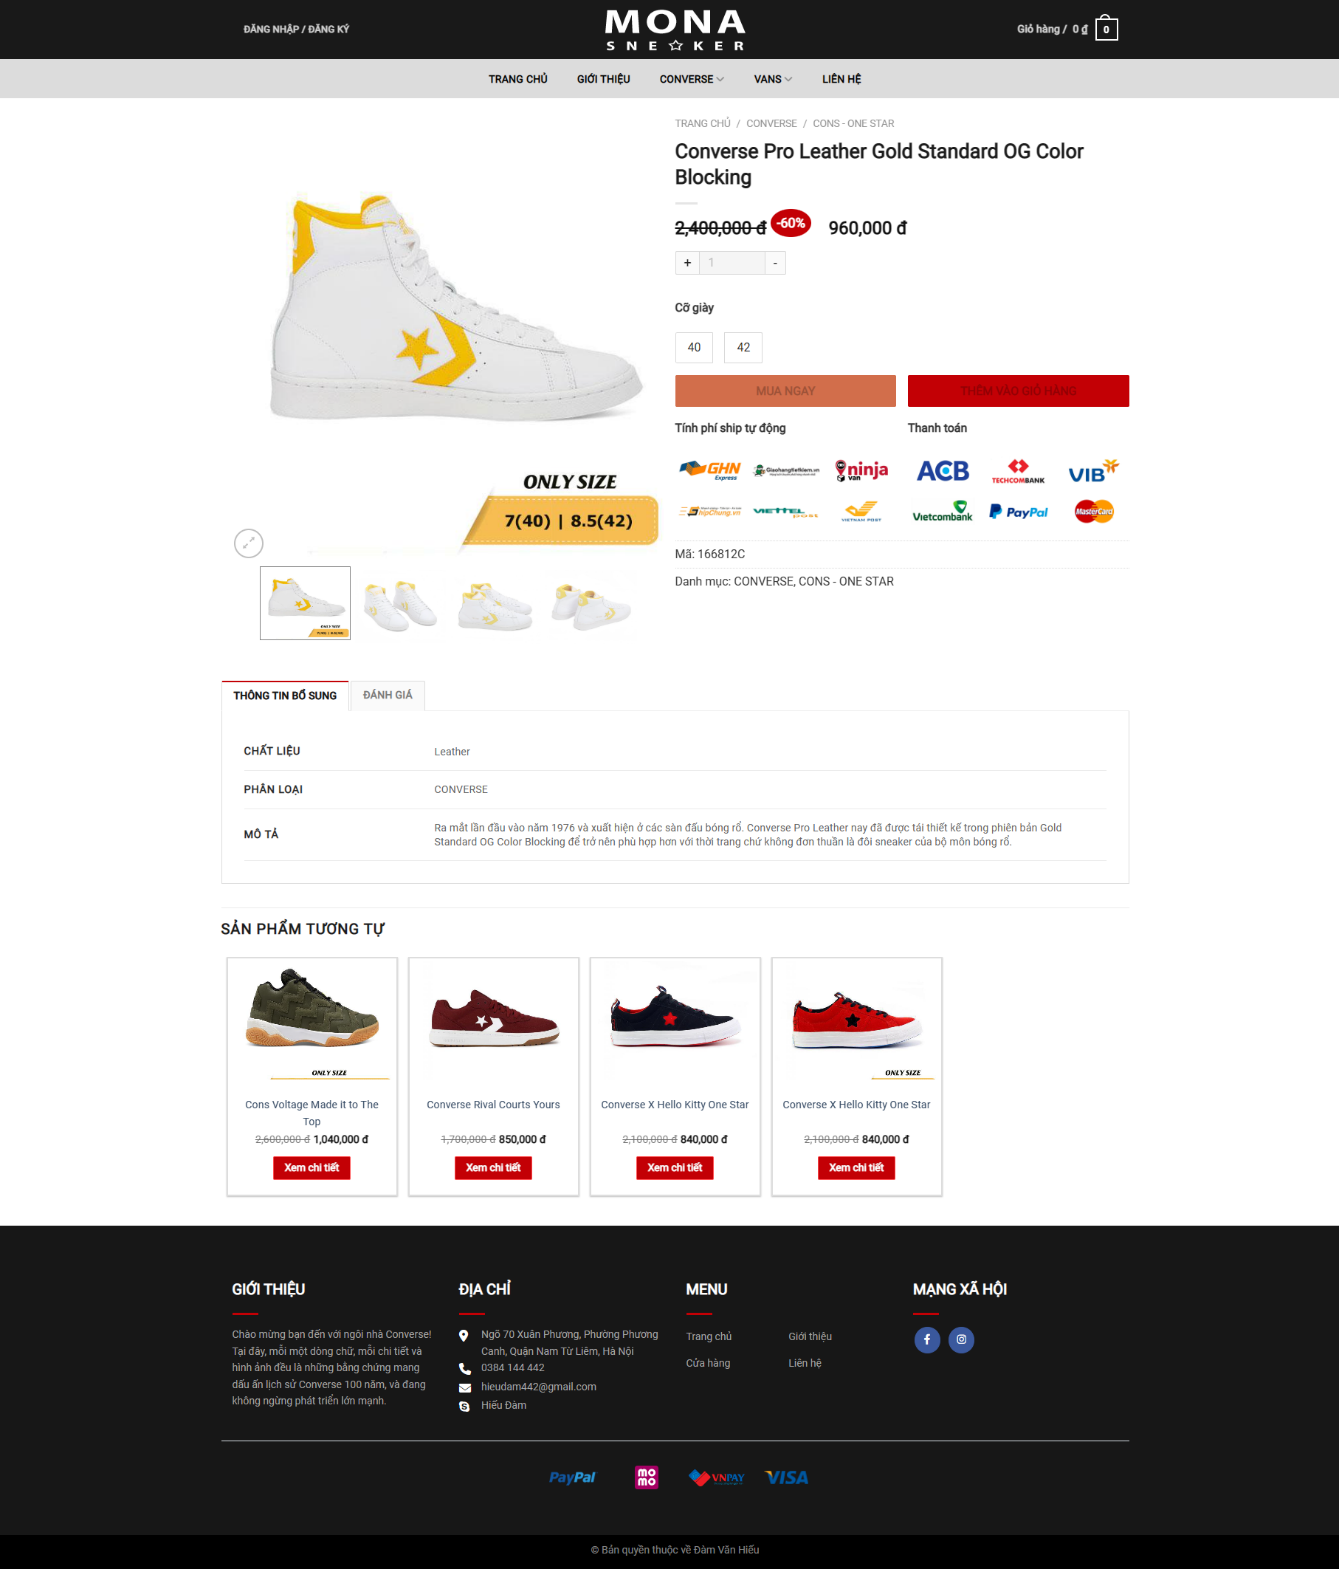 ĐĂNG NHẬP / ĐĂNG KÝ
MONA
SNEAKER
Giỏ hàng / 0 ₫
0
TRANG CHỦ
GIỚI THIỆU
CONVERSE
VANS
LIÊN HỆ
TRANG CHỦ / CONVERSE / CONS - ONE STAR
Converse Pro Leather Gold Standard OG Color
Blocking
2,400,000 đ
-60%
960,000 đ
+ 1 -
Cỡ giày
40
42
MUA NGAY
THÊM VÀO GIỎ HÀNG
Tính phí ship tự động
Thanh toán
GHN
Express
Giaohangtietkiem.vn
ninja
van
ACB
TECHCOMBANK
VIB
ShipChung.vn
VIETTEL
post
VIETNAM POST
Vietcombank
PayPal
MasterCard
Mã: 166812C
Danh mục: CONVERSE, CONS - ONE STAR
ONLY SIZE
7(40) | 8.5(42)
THÔNG TIN BỔ SUNG
ĐÁNH GIÁ
CHẤT LIỆU
Leather
PHÂN LOẠI
CONVERSE
MÔ TẢ
Ra mắt lần đầu vào năm 1976 và xuất hiện ở các sàn đấu bóng rổ. Converse Pro Leather nay đã được tái thiết kế trong phiên bản Gold
Standard OG Color Blocking để trở nên phù hợp hơn với thời trang chứ không đơn thuần là đôi sneaker của bộ môn bóng rổ.
SẢN PHẨM TƯƠNG TỰ
ONLY SIZE
ONLY SIZE
Cons Voltage Made it to The
Top
2,600,000 đ 1,040,000 đ
Xem chi tiết
Converse Rival Courts Yours
1,700,000 đ 850,000 đ
Xem chi tiết
Converse X Hello Kitty One Star
2,100,000 đ 840,000 đ
Xem chi tiết
Converse X Hello Kitty One Star
2,100,000 đ 840,000 đ
Xem chi tiết
GIỚI THIỆU
Chào mừng bạn đến với ngôi nhà Converse!
Tại đây, mỗi một dòng chữ, mỗi chi tiết và
hình ảnh đều là những bằng chứng mang
dấu ấn lịch sử Converse 100 năm, và đang
không ngừng phát triển lớn mạnh.
ĐỊA CHỈ
Ngõ 70 Xuân Phương, Phường Phương
Canh, Quận Nam Từ Liêm, Hà Nội
0384 144 442
hieudam442@gmail.com
Hiếu Đàm
MENU
Trang chủ
Giới thiệu
Cửa hàng
Liên hệ
MẠNG XÃ HỘI
PayPal
MOMO
VNPAY
VISA
© Bản quyền thuộc về Đàm Văn Hiếu